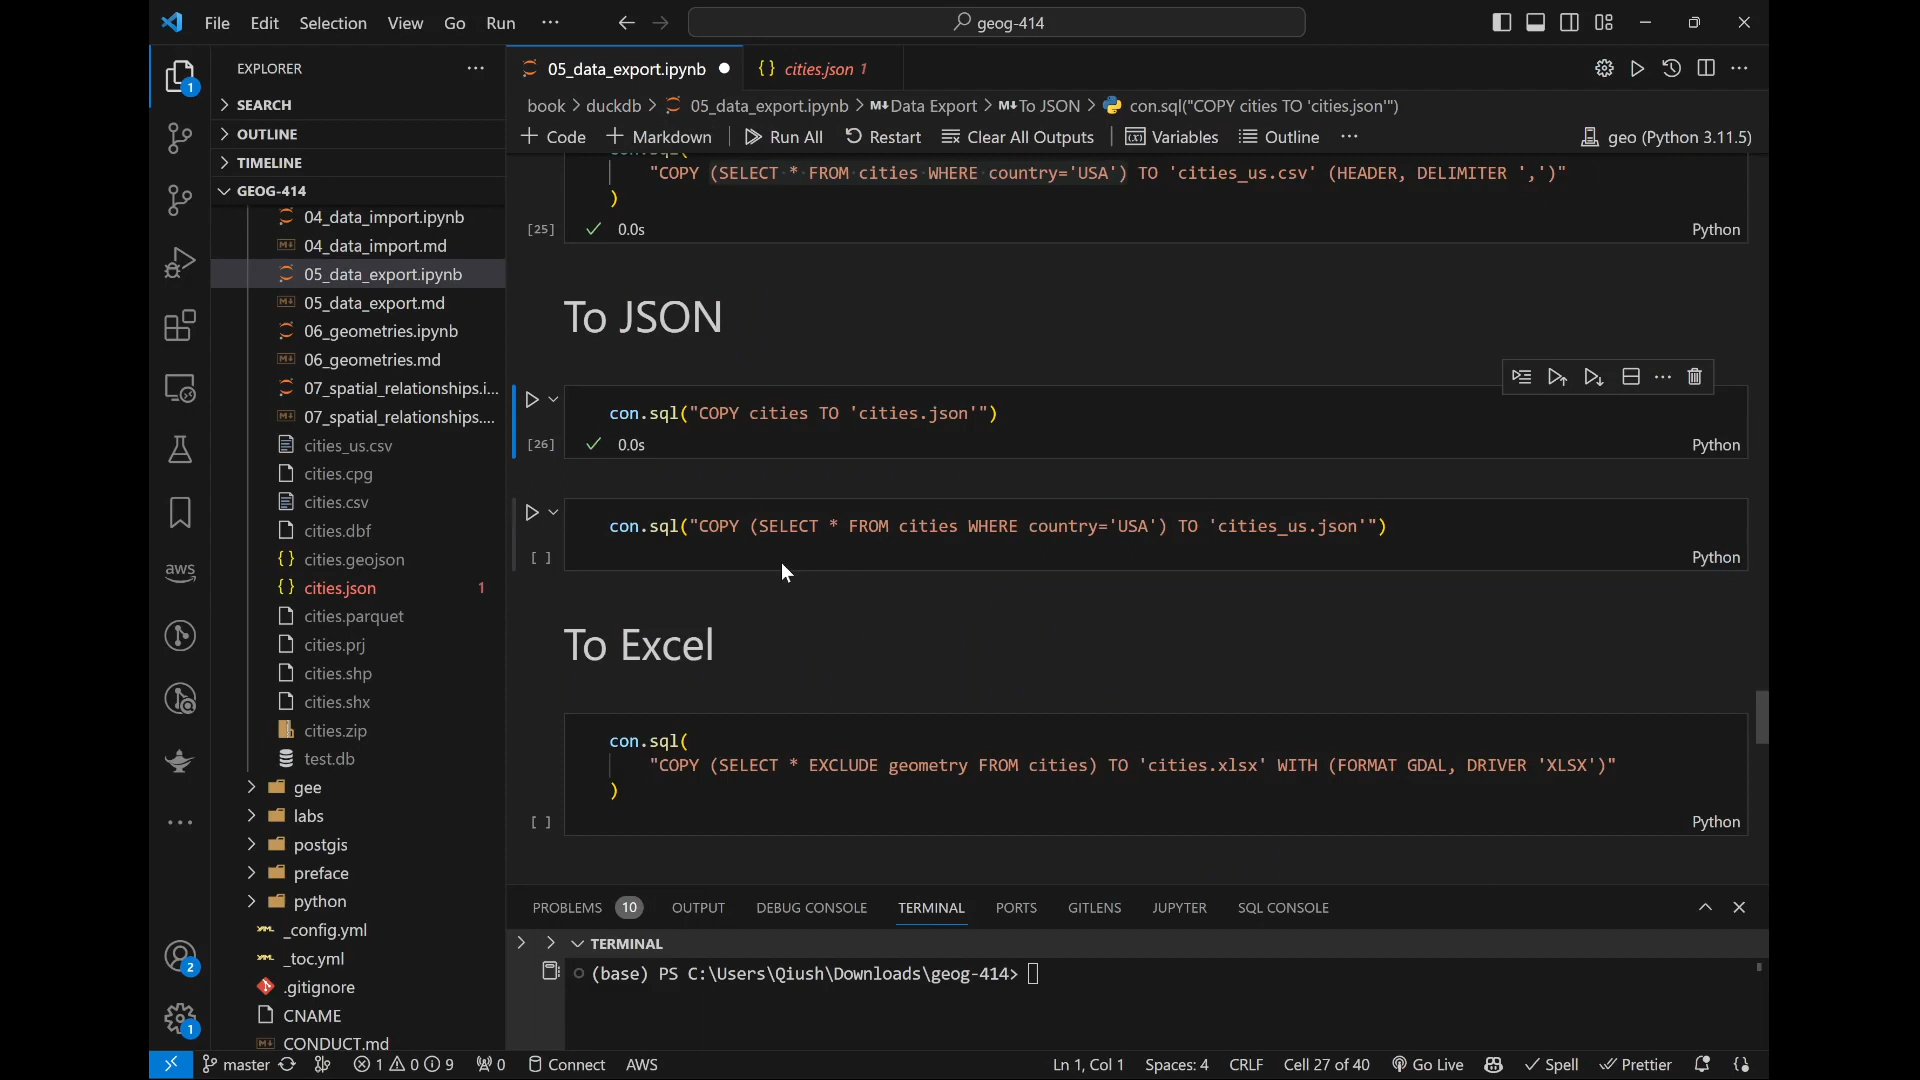 File Edit Selection View Go Run ··· geog-414
EXPLORER ···
SEARCH
OUTLINE
TIMELINE
GEOG-414
04_data_import.ipynb
04_data_import.md
05_data_export.ipynb
05_data_export.md
06_geometries.ipynb
06_geometries.md
07_spatial_relationships.i...
07_spatial_relationships....
cities_us.csv
cities.cpg
cities.csv
cities.dbf
cities.geojson
cities.json 1
cities.parquet
cities.prj
cities.shp
cities.shx
cities.zip
test.db
gee
labs
postgis
preface
python
_config.yml
_toc.yml
.gitignore
CNAME
CONDUCT.md
aws
1
2
1
05_data_export.ipynb cities.json 1
book > duckdb > 05_data_export.ipynb > M↓Data Export > M↓To JSON > con.sql("COPY cities TO 'cities.json'")
+ Code + Markdown Run All Restart Clear All Outputs Variables Outline ··· geo (Python 3.11.5)
"COPY (SELECT * FROM cities WHERE country='USA') TO 'cities_us.csv' (HEADER, DELIMITER ',')"
)
[25] ✓ 0.0s Python
To JSON
con.sql("COPY cities TO 'cities.json'")
[26] ✓ 0.0s Python
con.sql("COPY (SELECT * FROM cities WHERE country='USA') TO 'cities_us.json'")
[ ] Python
To Excel
con.sql(
"COPY (SELECT * EXCLUDE geometry FROM cities) TO 'cities.xlsx' WITH (FORMAT GDAL, DRIVER 'XLSX')"
)
[ ] Python
PROBLEMS 10 OUTPUT DEBUG CONSOLE TERMINAL PORTS GITLENS JUPYTER SQL CONSOLE
TERMINAL
(base) PS C:\Users\Qiush\Downloads\geog-414>
master 1 0 9 0 Connect AWS Ln 1, Col 1 Spaces: 4 CRLF Cell 27 of 40 Go Live Spell Prettier